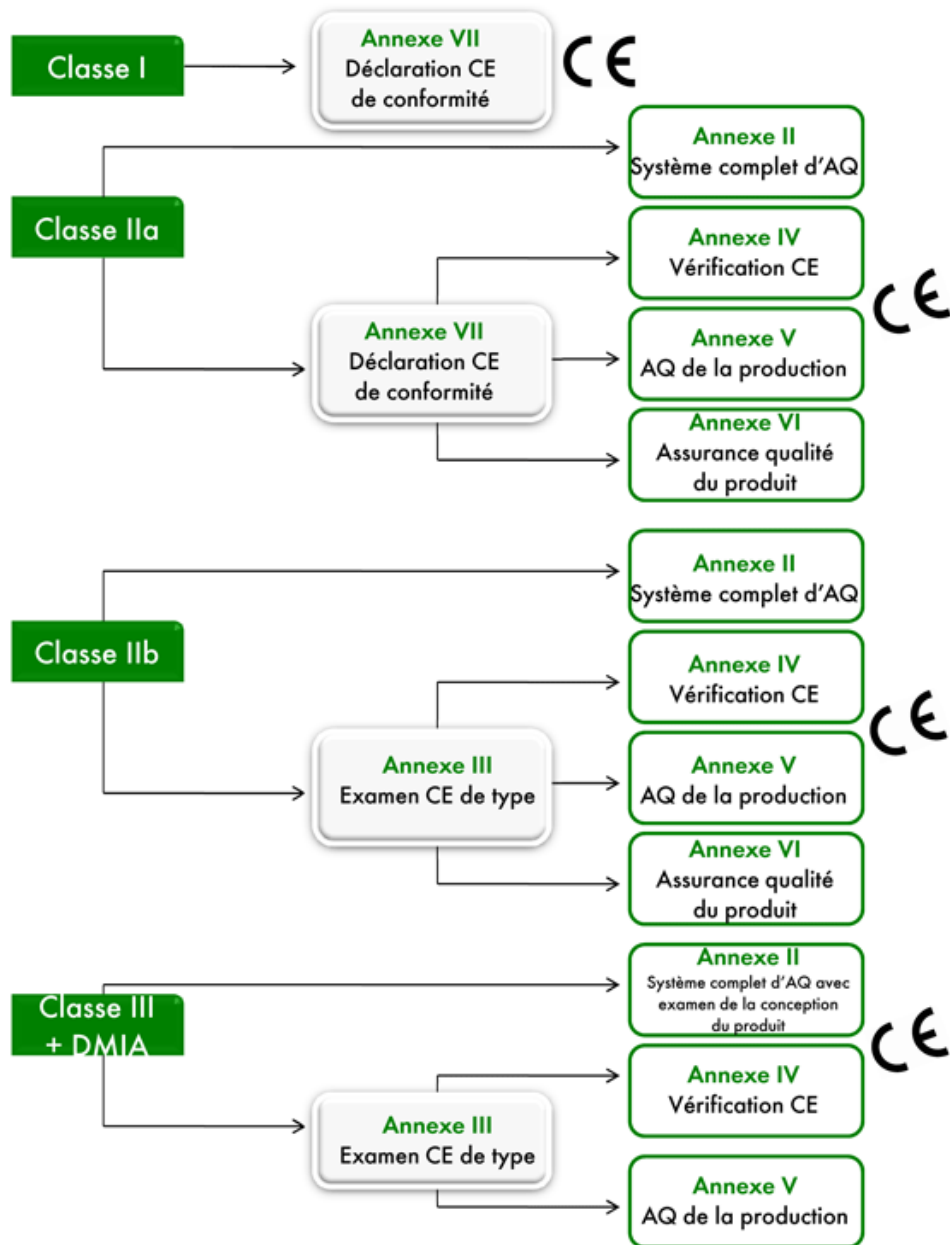 Classe I
Annexe VII
Déclaration CE
de conformité
CE
Annexe II
Système complet d'AQ
Classe IIa
Annexe IV
Vérification CE
CE
Annexe VII
Déclaration CE
de conformité
Annexe V
AQ de la production
Annexe VI
Assurance qualité
du produit
Annexe II
Système complet d'AQ
Classe IIb
Annexe IV
Vérification CE
CE
Annexe III
Examen CE de type
Annexe V
AQ de la production
Annexe VI
Assurance qualité
du produit
Annexe II
Système complet d'AQ avec
examen de la conception
du produit
Classe III
+ DMIA
CE
Annexe IV
Vérification CE
Annexe III
Examen CE de type
Annexe V
AQ de la production